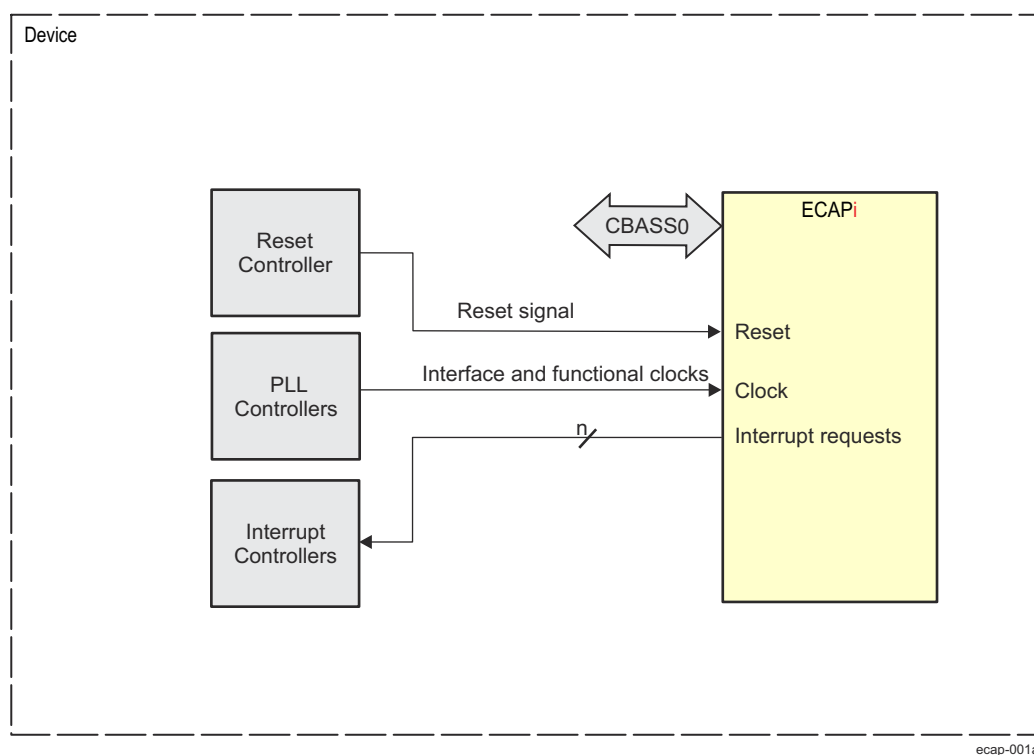 Device
ECAPi
CBASS0
Reset
Controller
Reset signal
Reset
PLL
Controllers
Interface and functional clocks
Clock
n
Interrupt requests
Interrupt
Controllers
ecap-001a